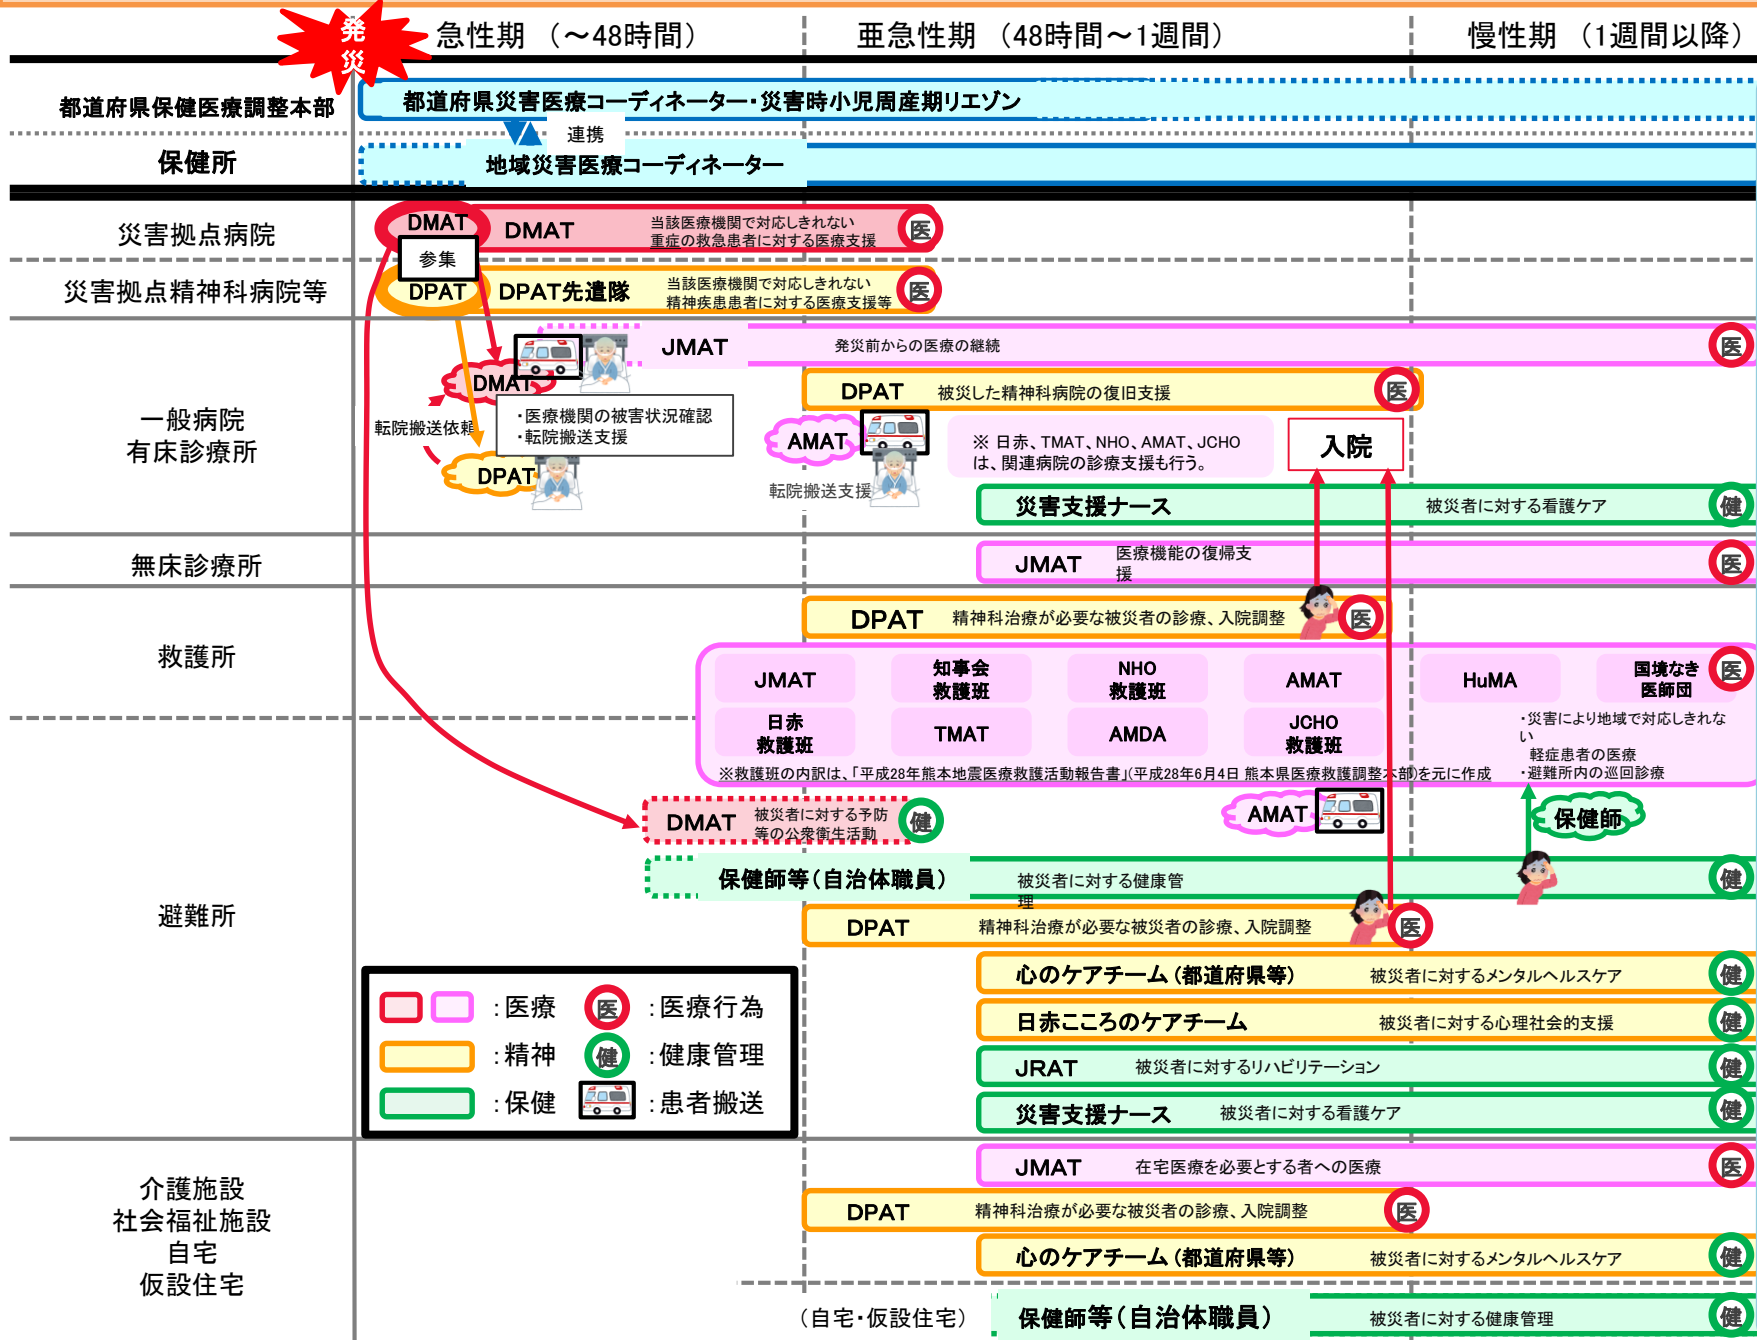 発
災
急性期 （～48時間）
亜急性期 （48時間～1週間）
慢性期 （1週間以降）
都道府県保健医療調整本部
都道府県災害医療コーディネーター・災害時小児周産期リエゾン
連携
保健所
地域災害医療コーディネーター
災害拠点病院
DMAT
DMAT
当該医療機関で対応しきれない
重症の救急患者に対する医療支援
医
参集
災害拠点精神科病院等
DPAT
DPAT先遣隊
当該医療機関で対応しきれない
精神疾患患者に対する医療支援等
医
一般病院
有床診療所
JMAT
発災前からの医療の継続
医
DMAT
DPAT
被災した精神科病院の復旧支援
医
・医療機関の被害状況確認
・転院搬送支援
転院搬送依頼
DPAT
AMAT
転院搬送支援
※ 日赤、TMAT、NHO、AMAT、JCHO
は、関連病院の診療支援も行う。
入院
災害支援ナース
被災者に対する看護ケア
健
無床診療所
JMAT
医療機能の復帰支
援
医
救護所
DPAT
精神科治療が必要な被災者の診療、入院調整
医
JMAT
知事会
救護班
NHO
救護班
AMAT
HuMA
国境なき
医師団
医
日赤
救護班
TMAT
AMDA
JCHO
救護班
・災害により地域で対応しきれな
い
軽症患者の医療
・避難所内の巡回診療
※救護班の内訳は、「平成28年熊本地震医療救護活動報告書」（平成28年6月4日 熊本県医療救護調整本部）を元に作成
避難所
DMAT
被災者に対する予防
等の公衆衛生活動
健
AMAT
保健師
保健師等（自治体職員）
被災者に対する健康管
理
健
DPAT
精神科治療が必要な被災者の診療、入院調整
医
心のケアチーム（都道府県等）
被災者に対するメンタルヘルスケア
健
日赤こころのケアチーム
被災者に対する心理社会的支援
健
JRAT
被災者に対するリハビリテーション
健
災害支援ナース
被災者に対する看護ケア
健
：医療
医
：医療行為
：精神
健
：健康管理
：保健
：患者搬送
介護施設
社会福祉施設
自宅
仮設住宅
JMAT
在宅医療を必要とする者への医療
医
DPAT
精神科治療が必要な被災者の診療、入院調整
医
心のケアチーム（都道府県等）
被災者に対するメンタルヘルスケア
健
（自宅・仮設住宅）
保健師等（自治体職員）
被災者に対する健康管理
健